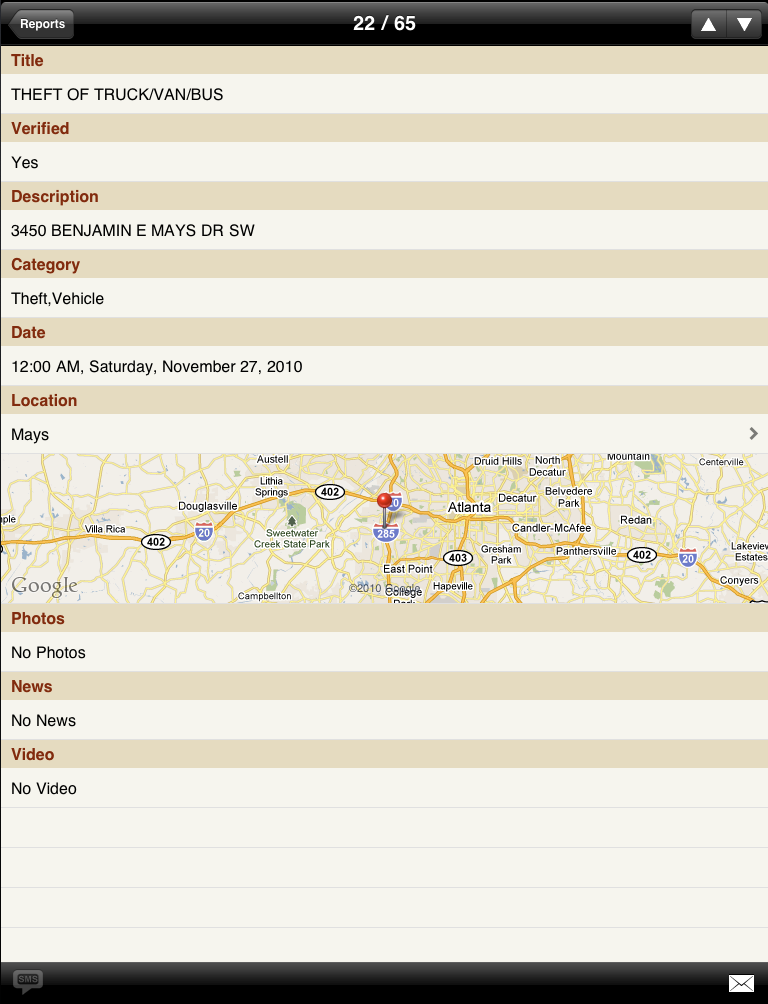 Reports
22 / 65
Title
THEFT OF TRUCK/VAN/BUS
Verified
Yes
Description
3450 BENJAMIN E MAYS DR SW
Category
Theft,Vehicle
Date
12:00 AM, Saturday, November 27, 2010
Location
Mays
Austell
Druid Hills
North
Decatur
Mountain
Centerville
Lithia
Springs
402
Douglasville
Atlanta
Decatur
Belvedere
Park
Villa Rica
20
Sweetwater
Creek State Park
285
Candler-McAfee
Redan
402
403
Gresham
Park
Panthersville
402
20
Lakeview
Estates
East Point
Google
Campbellton
©2010 Google
College
Park
Hapeville
Conyers
Photos
No Photos
News
No News
Video
No Video
SMS